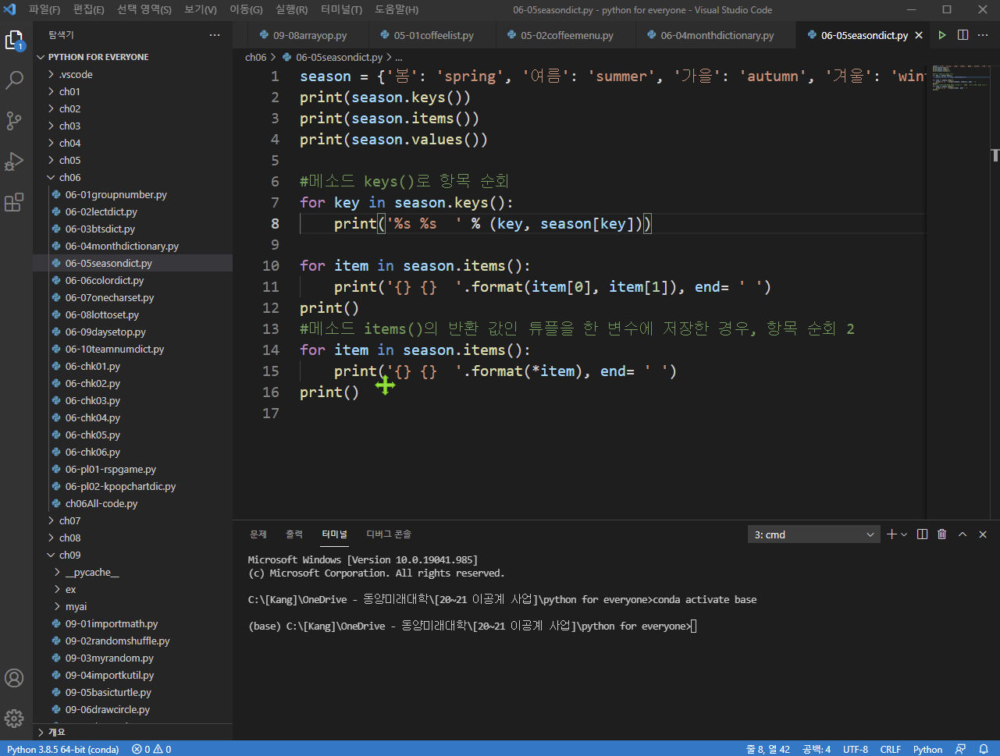 파일(F) 편집(E) 선택 영역(S) 보기(V) 이동(G) 실행(R) 터미널(T) 도움말(H) 06-05seasondict.py - python for everyone - Visual Studio Code
탐색기 ···
09-08arrayop.py 05-01coffeelist.py 05-02coffeemenu.py 06-04monthdictionary.py 06-05seasondict.py
1
PYTHON FOR EVERYONE
.vscode
ch01
ch02
ch03
ch04
ch05
ch06
06-01groupnumber.py
06-02lectdict.py
06-03btsdict.py
06-04monthdictionary.py
06-05seasondict.py
06-06colordict.py
06-07onecharset.py
06-08lottoset.py
06-09daysetop.py
06-10teamnumdict.py
06-chk01.py
06-chk02.py
06-chk03.py
06-chk04.py
06-chk05.py
06-chk06.py
06-pl01-rspgame.py
06-pl02-kpopchartdic.py
ch06All-code.py
ch07
ch08
ch09
__pycache__
ex
myai
09-01importmath.py
09-02randomshuffle.py
09-03myrandom.py
09-04importkutil.py
09-05basicturtle.py
09-06drawcircle.py
개요
ch06 > 06-05seasondict.py > ...
1 season = {'봄': 'spring', '여름': 'summer', '가을': 'autumn', '겨울': 'win
2 print(season.keys())
3 print(season.items())
4 print(season.values())
5
6 #메소드 keys()로 항목 순회
7 for key in season.keys():
8 print('%s %s  ' % (key, season[key]))
9
10 for item in season.items():
11 print('{} {}  '.format(item[0], item[1]), end= ' ')
12 print()
13 #메소드 items()의 반환 값인 튜플을 한 변수에 저장한 경우, 항목 순회 2
14 for item in season.items():
15 print('{} {}  '.format(*item), end= ' ')
16 print()
17
문제 출력 터미널 디버그 콘솔 3: cmd
Microsoft Windows [Version 10.0.19041.985]
(c) Microsoft Corporation. All rights reserved.
C:\[Kang]\OneDrive - 동양미래대학\[20~21 이공계 사업]\python for everyone>conda activate base
(base) C:\[Kang]\OneDrive - 동양미래대학\[20~21 이공계 사업]\python for everyone>
Python 3.8.5 64-bit (conda) 0 0 줄 8, 열 42 공백: 4 UTF-8 CRLF Python